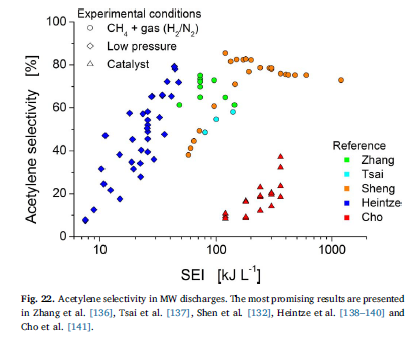 Experimental conditions
CH4 + gas (H2/N2)
Low pressure
Catalyst
100
80
60
40
20
0
Acetylene selectivity [%]
Reference
Zhang
Tsai
Sheng
Heintze
Cho
10
100
1000
SEI [kJ L-1]
Fig. 22. Acetylene selectivity in MW discharges. The most promising results are presented
in Zhang et al. [136], Tsai et al. [137], Shen et al. [132], Heintze et al. [138–140] and
Cho et al. [141].